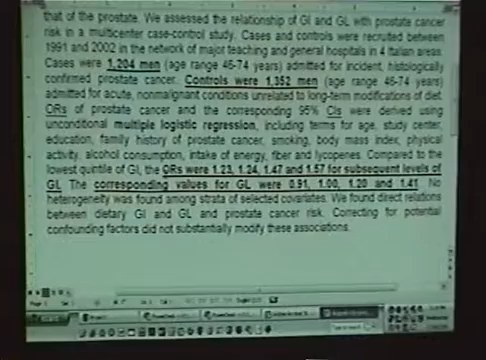 that of the prostate. We assessed the relationship of GI and GL with prostate cancer
risk in a multicenter case-control study. Cases and controls were recruited between
1991 and 2002 in the network of major teaching and general hospitals in 4 Italian areas.
Cases were 1,204 men (age range 46-74 years) admitted for incident, histologically
confirmed prostate cancer. Controls were 1,352 men (age range 46-74 years)
admitted for acute, nonmalignant conditions unrelated to long-term modifications of diet.
ORs of prostate cancer and the corresponding 95% CIs were derived using
unconditional multiple logistic regression, including terms for age, study center,
education, family history of prostate cancer, smoking, body mass index, physical
activity, alcohol consumption, intake of energy, fiber and lycopenes. Compared to the
lowest quintile of GI, the ORs were 1.23, 1.24, 1.47 and 1.57 for subsequent levels of
GI. The corresponding values for GL were 0.91, 1.00, 1.20 and 1.41. No
heterogeneity was found among strata of selected covariates. We found direct relations
between dietary GI and GL and prostate cancer risk. Correcting for potential
confounding factors did not substantially modify these associations.